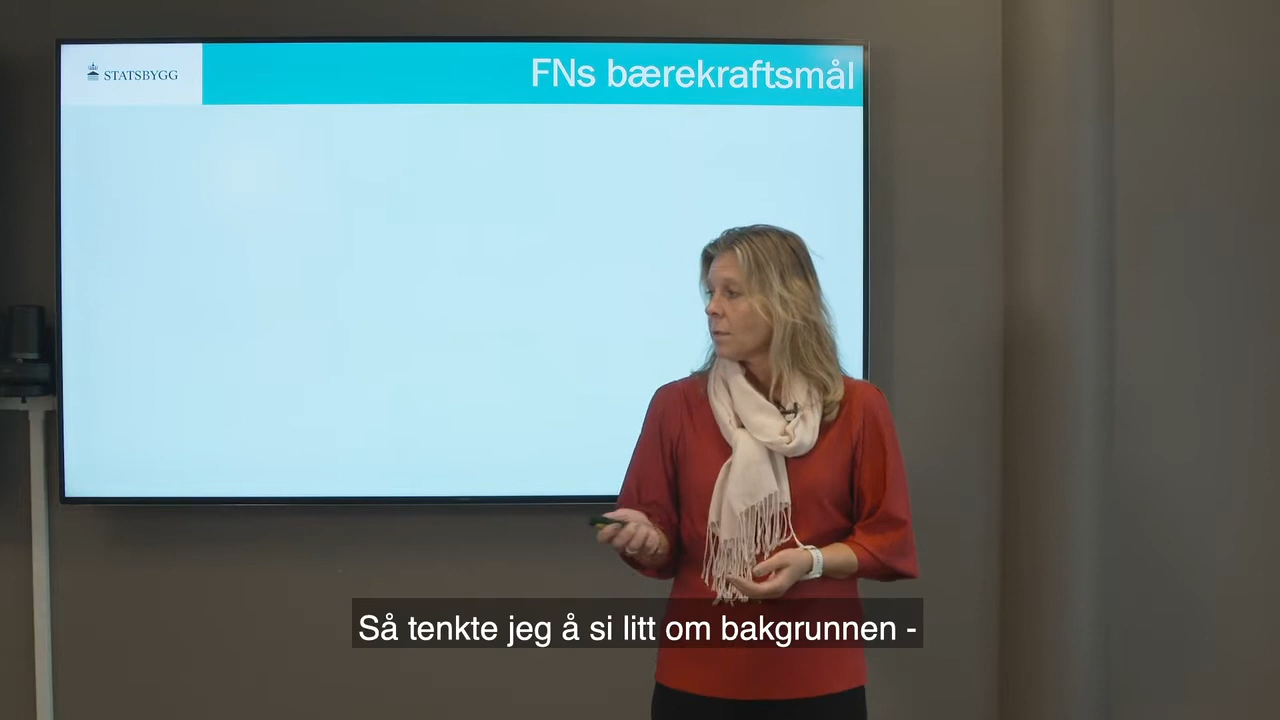 STATSBYGG
FNs bærekraftsmål
Så tenkte jeg å si litt om bakgrunnen -